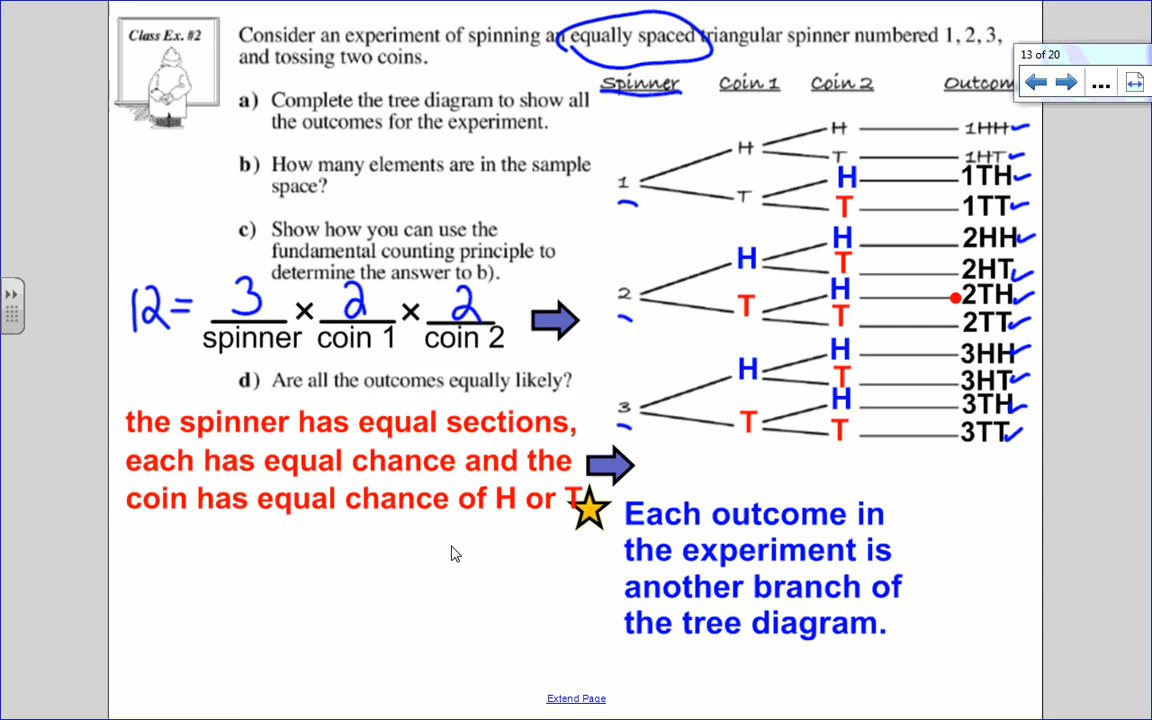 Class Ex. #2
Consider an experiment of spinning an equally spaced triangular spinner numbered 1, 2, 3,
and tossing two coins.
13 of 20
...
Spinner Coin 1 Coin 2 Outcom
a) Complete the tree diagram to show all
the outcomes for the experiment.
b) How many elements are in the sample
space?
c) Show how you can use the
fundamental counting principle to
determine the answer to b).
12 = 3 × 2 × 2
spinner coin 1 coin 2
d) Are all the outcomes equally likely?
the spinner has equal sections,
each has equal chance and the
coin has equal chance of H or T
1 H H 1HH
T 1HT
T H 1TH
T 1TT
2 H H 2HH
T 2HT
T H 2TH
T 2TT
3 H H 3HH
T 3HT
T H 3TH
T 3TT
Each outcome in
the experiment is
another branch of
the tree diagram.
Extend Page